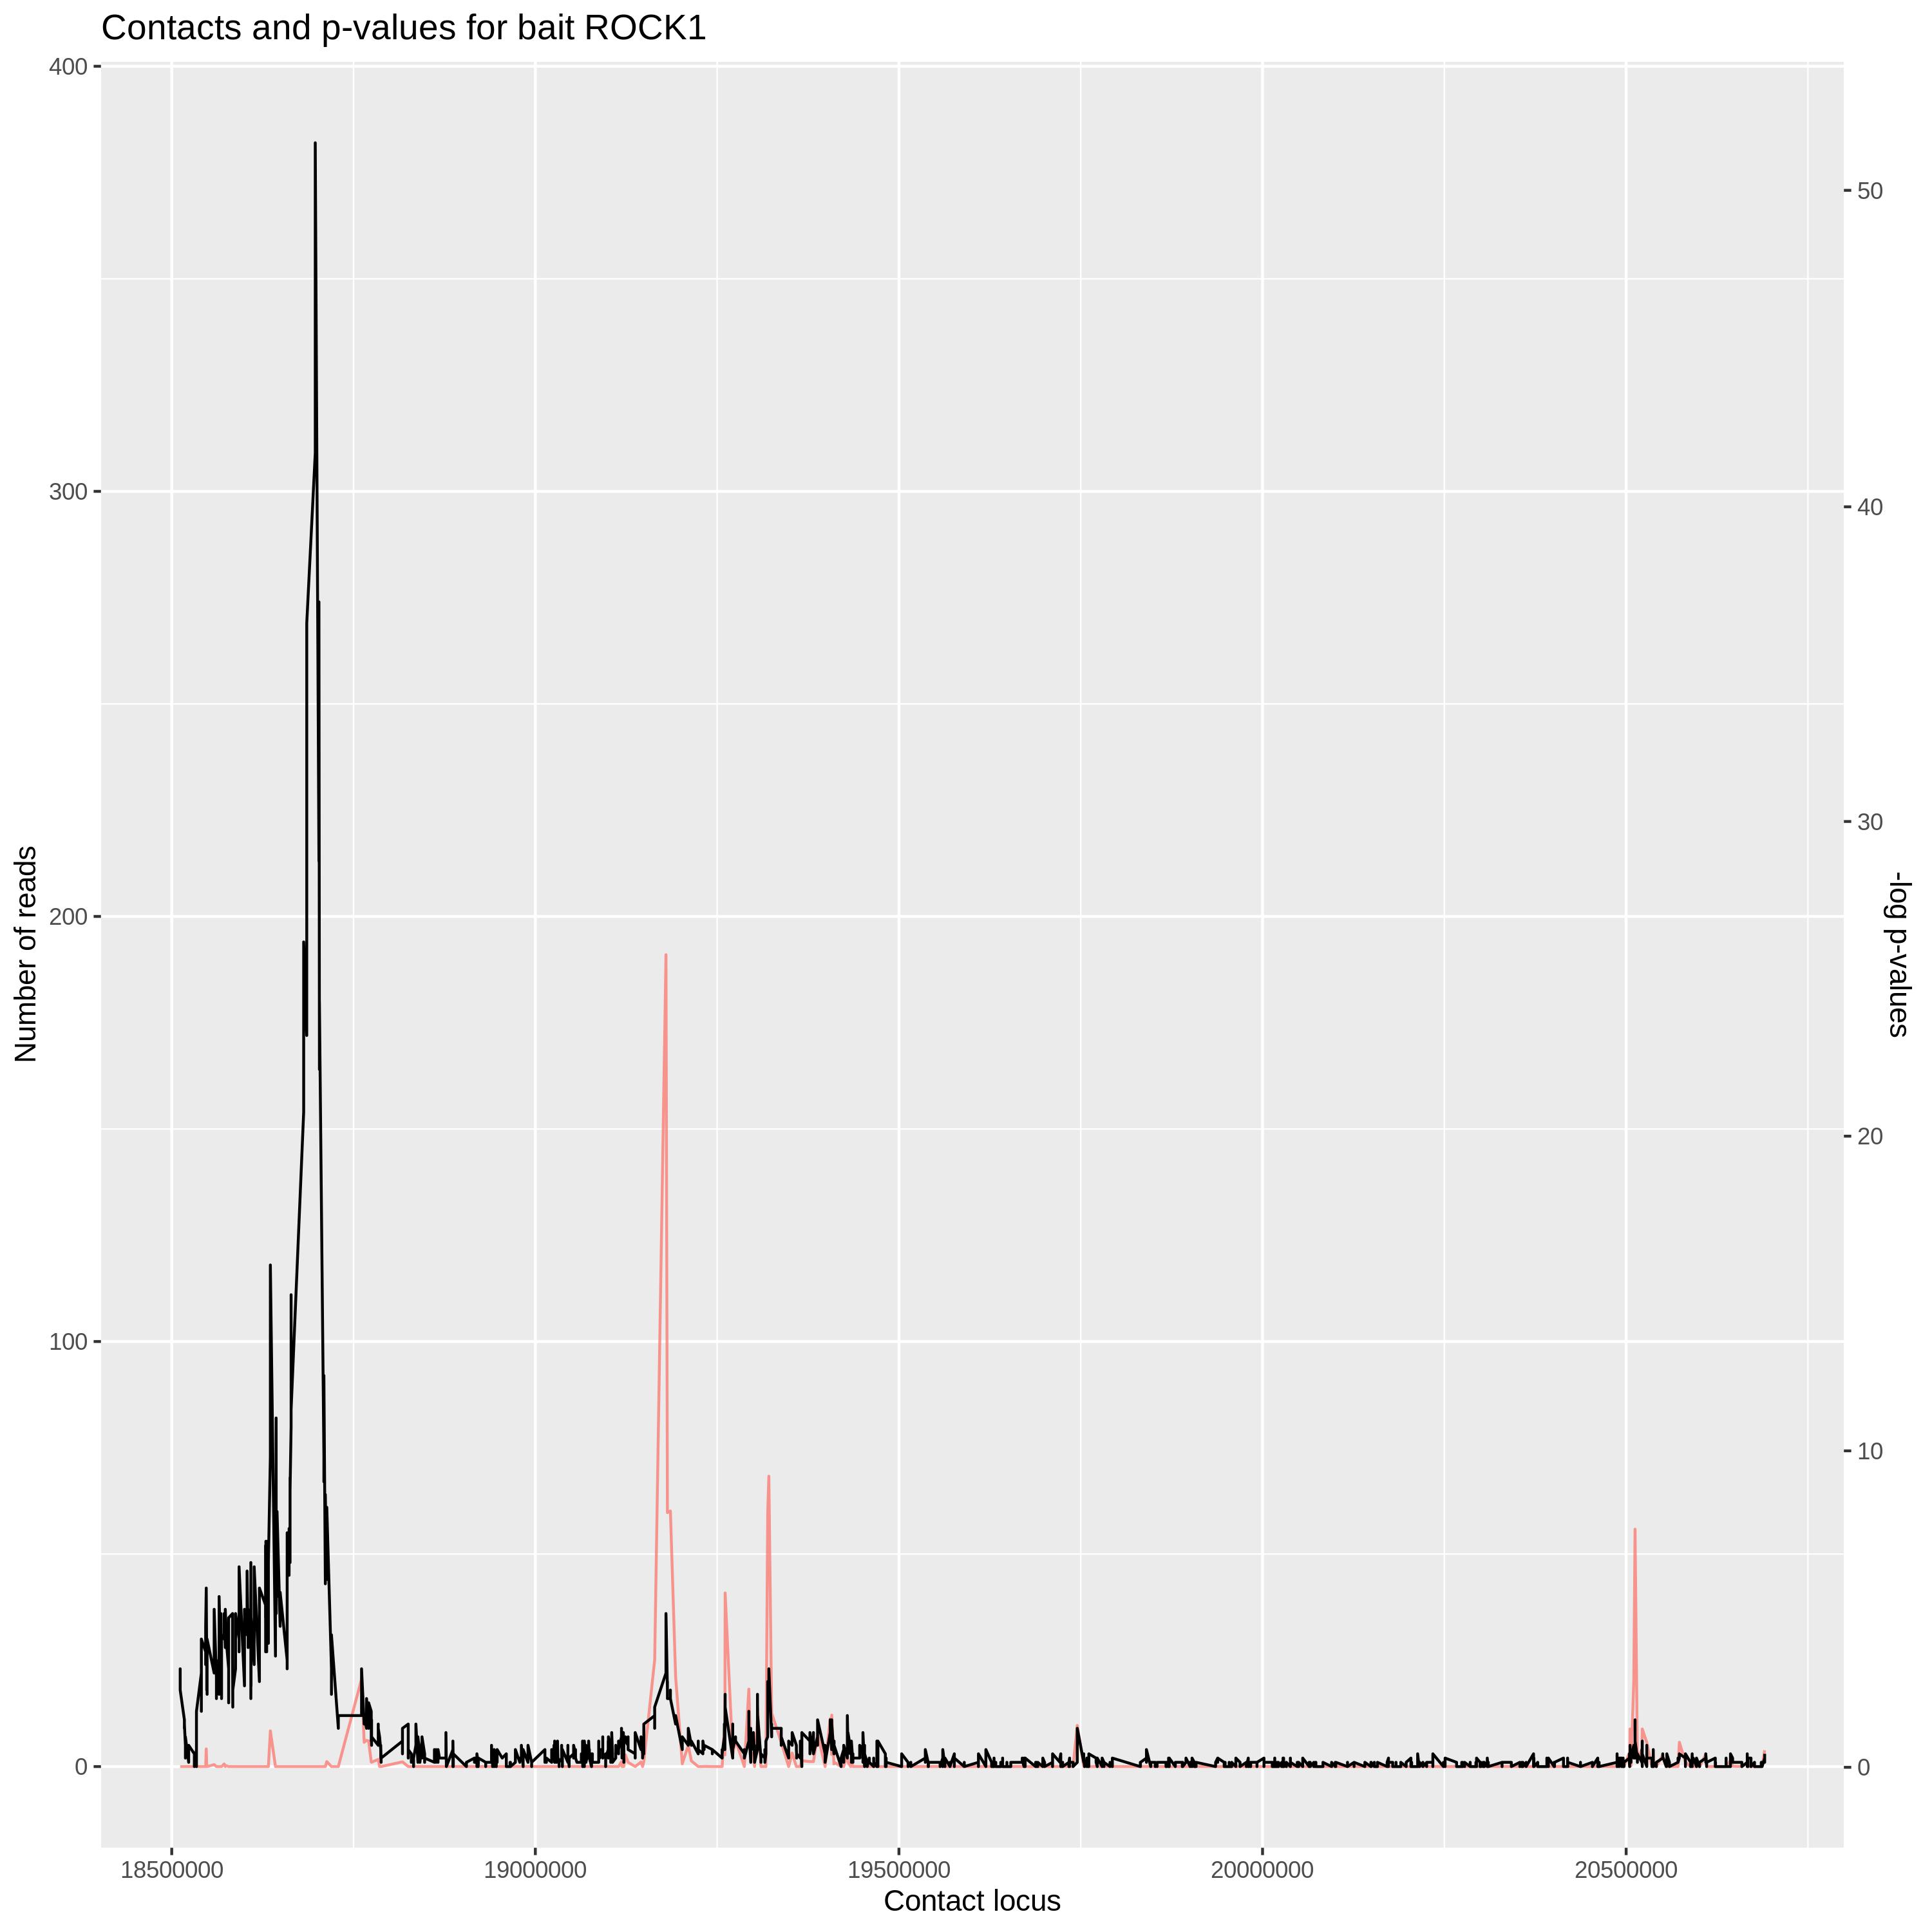 Contacts and p-values for bait ROCK1
400
300
200
100
0
Number of reads
50
40
30
20
10
0
-log p-values
18500000 19000000 19500000 20000000 20500000
Contact locus